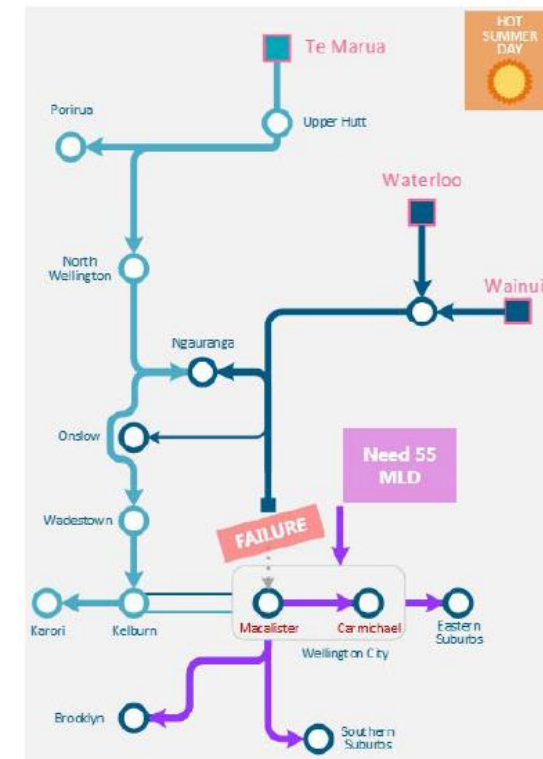 HOT
SUMMER
DAY
Te Marua
Porirua
Upper Hutt
Waterloo
North
Wellington
Wainui
Ngauranga
Onslow
Need 55
MLD
Wadestown
FAILURE
Karori
Kelburn
Macalister
Carmichael
Eastern
Suburbs
Wellington City
Brooklyn
Southern
Suburbs